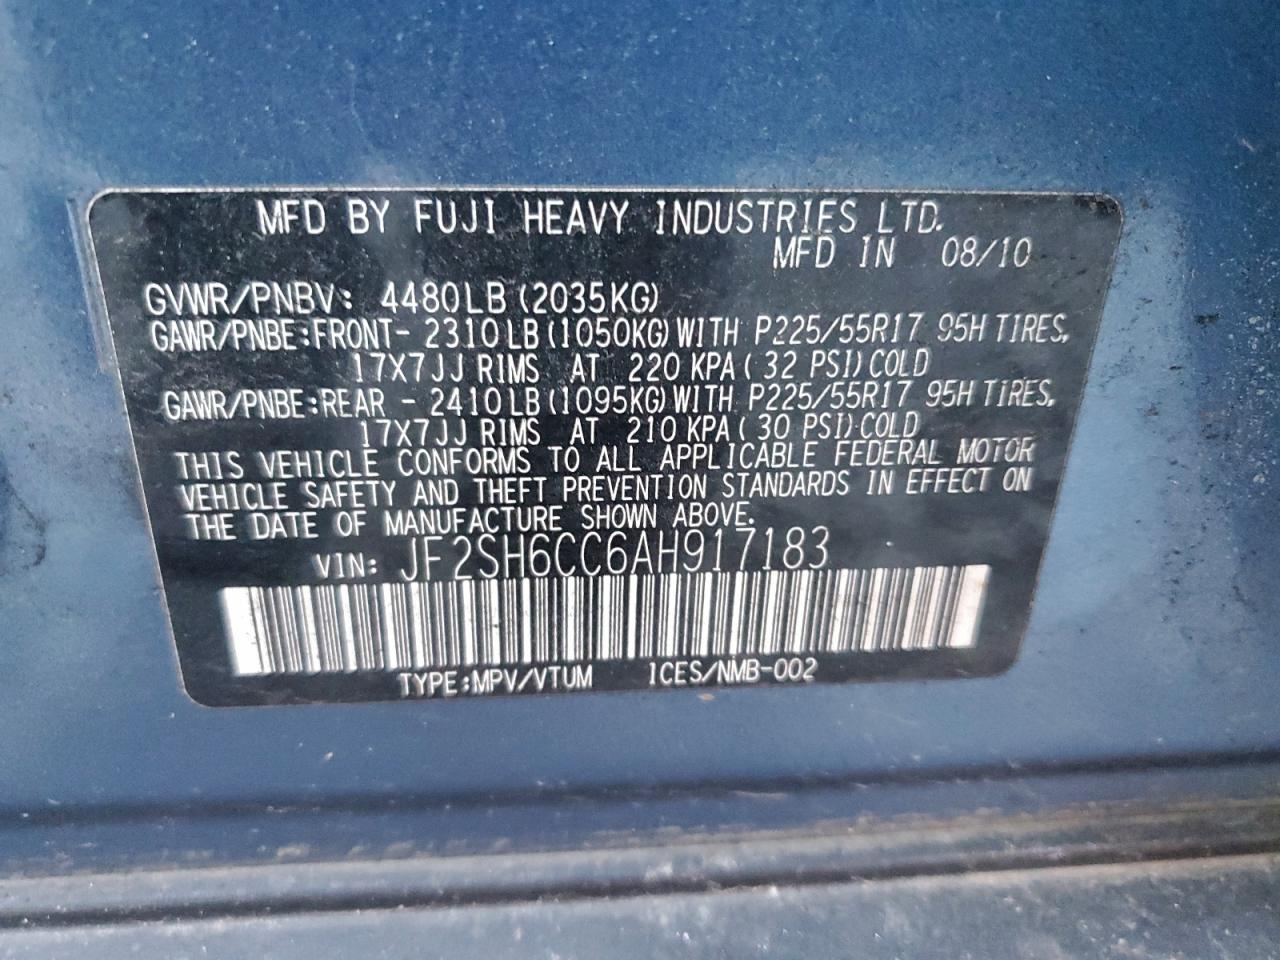 MFD BY FUJI HEAVY INDUSTRIES LTD.
MFD IN 08/10
GVWR/PNBV: 4480LB (2035KG)
GAWR/PNBE:FRONT- 2310LB(1050KG)WITH P225/55R17 95H TIRES,
17X7JJ RIMS AT 220 KPA( 32 PSI)COLD
GAWR/PNBE:REAR - 2410LB(1095KG)WITH P225/55R17 95H TIRES,
17X7JJ RIMS AT 210 KPA( 30 PSI)COLD
THIS VEHICLE CONFORMS TO ALL APPLICABLE FEDERAL MOTOR
VEHICLE SAFETY AND THEFT PREVENTION STANDARDS IN EFFECT ON
THE DATE OF MANUFACTURE SHOWN ABOVE.
VIN: JF2SH6CC6AH917183
TYPE:MPV/VTUM ICES/NMB-002